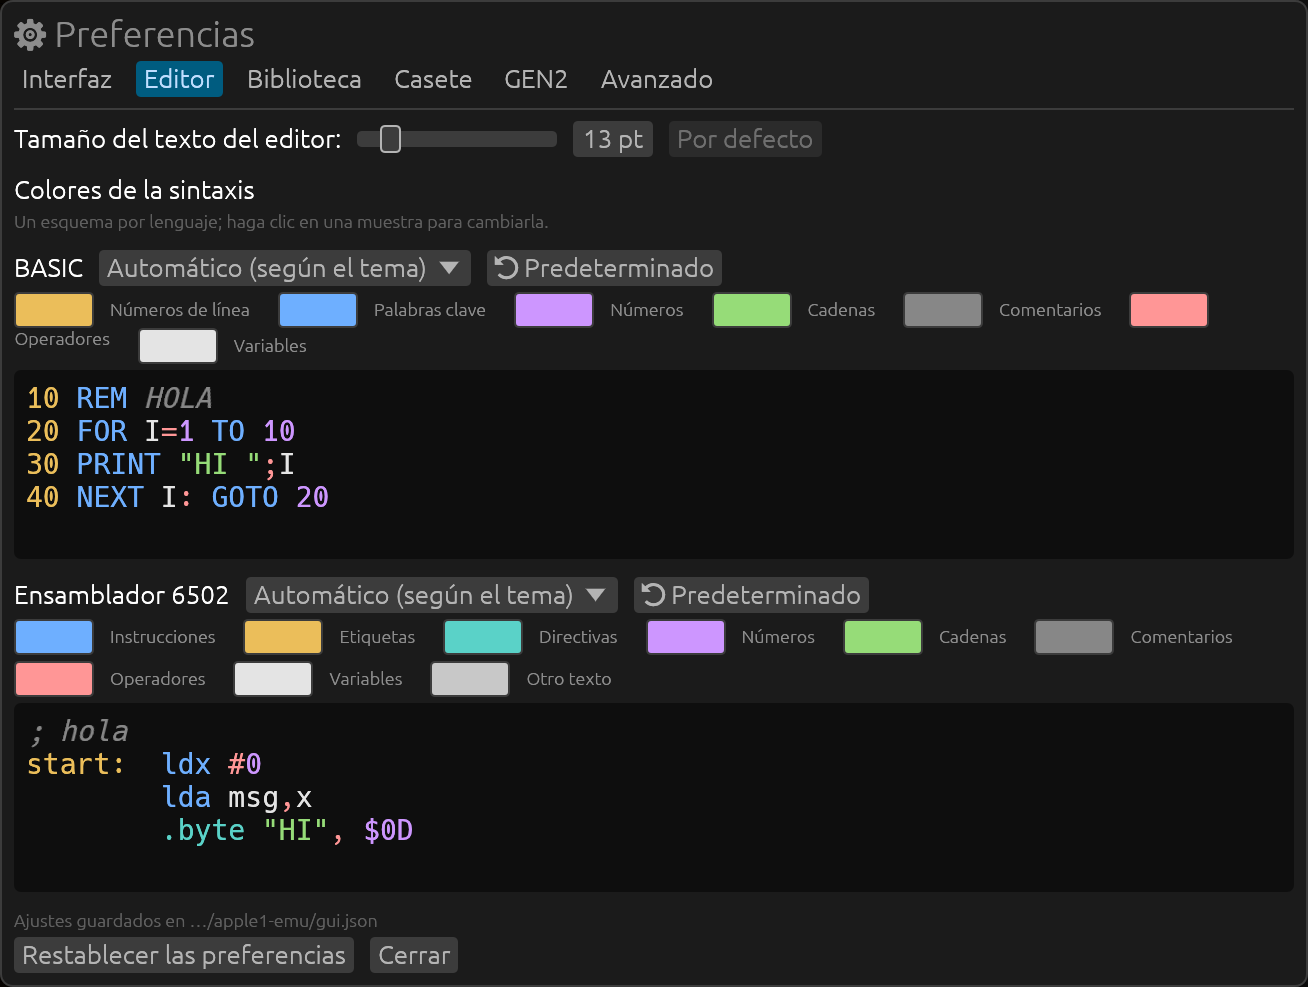 Preferencias
Interfaz Editor Biblioteca Casete GEN2 Avanzado
Tamaño del texto del editor: 13 pt Por defecto
Colores de la sintaxis
Un esquema por lenguaje; haga clic en una muestra para cambiarla.
BASIC Automático (según el tema) Predeterminado
Números de línea Palabras clave Números Cadenas Comentarios
Operadores Variables
10 REM HOLA
20 FOR I=1 TO 10
30 PRINT "HI ";I
40 NEXT I: GOTO 20
Ensamblador 6502 Automático (según el tema) Predeterminado
Instrucciones Etiquetas Directivas Números Cadenas Comentarios
Operadores Variables Otro texto
; hola
start: ldx #0
lda msg,x
.byte "HI", $0D
Ajustes guardados en …/apple1-emu/gui.json
Restablecer las preferencias Cerrar